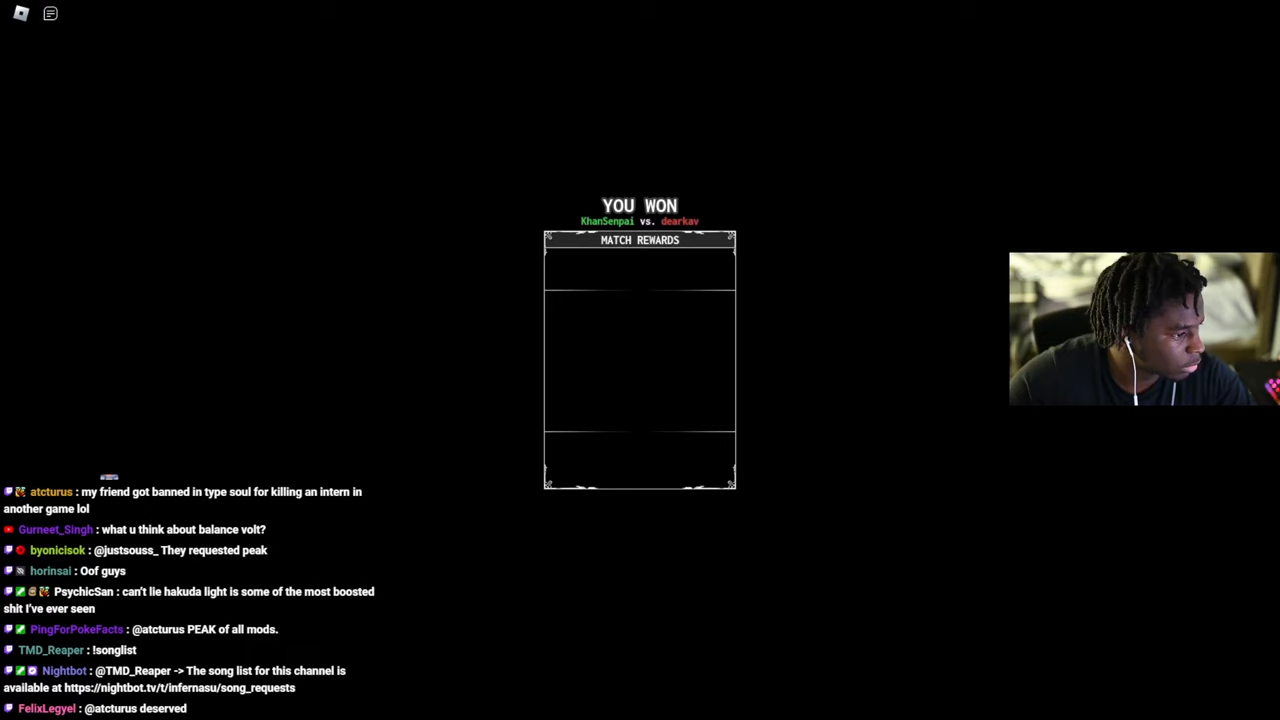 YOU WON
KhanSenpai vs. dearkav
MATCH REWARDS
atcturus : my friend got banned in type soul for killing an intern in
another game lol
Gurneet_Singh : what u think about balance volt?
byonicisok : @justsouss_ They requested peak
horinsai : Oof guys
PsychicSan : can't lie hakuda light is some of the most boosted
shit I've ever seen
PingForPokeFacts : @atcturus PEAK of all mods.
TMD_Reaper : !songlist
Nightbot : @TMD_Reaper -> The song list for this channel is
available at https://nightbot.tv/t/infernasu/song_requests
FelixLegyel : @atcturus deserved